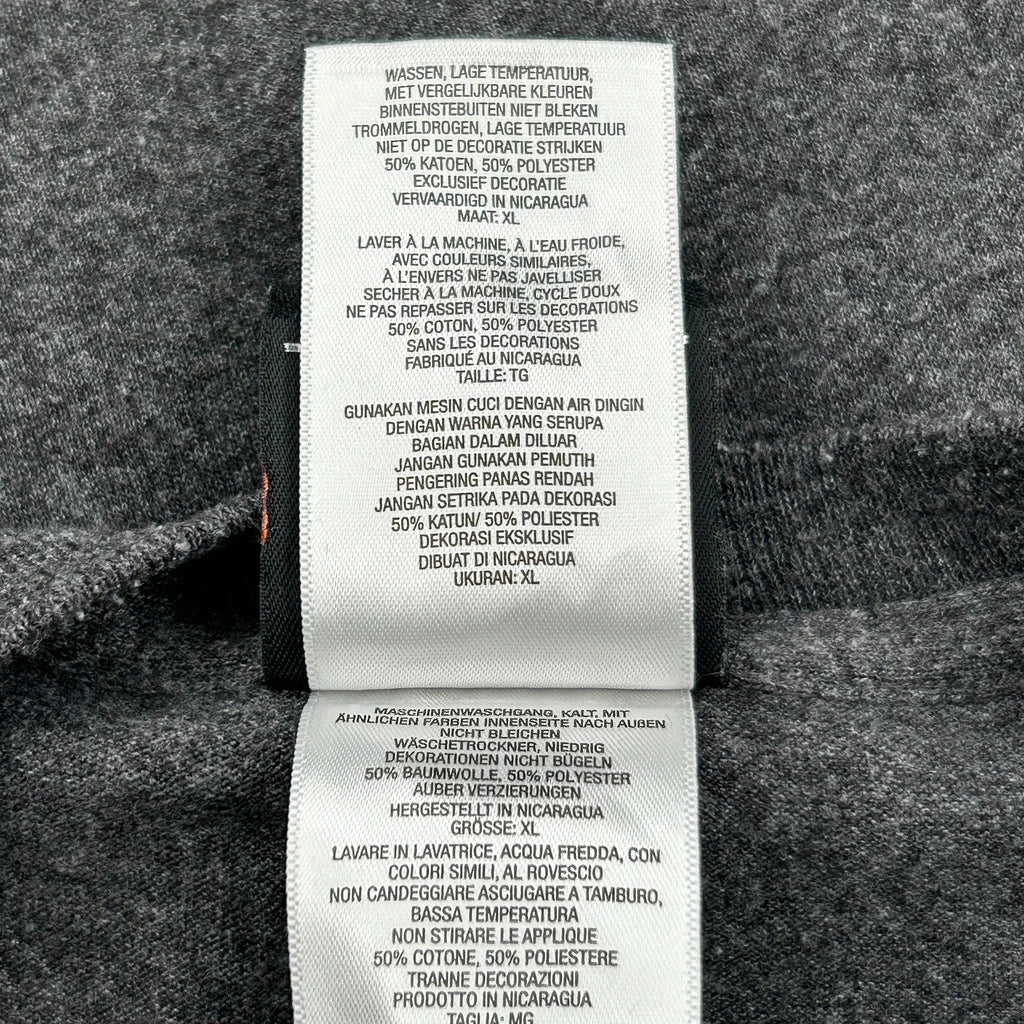 WASSEN, LAGE TEMPERATUUR,
MET VERGELIJKBARE KLEUREN
BINNENSTEBUITEN NIET BLEKEN
TROMMELDROGEN, LAGE TEMPERATUUR
NIET OP DE DECORATIE STRIJKEN
50% KATOEN, 50% POLYESTER
EXCLUSIEF DECORATIE
VERVAARDIGD IN NICARAGUA
MAAT: XL
LAVER À LA MACHINE, À L'EAU FROIDE,
AVEC COULEURS SIMILAIRES,
À L'ENVERS NE PAS JAVELLISER
SECHER À LA MACHINE, CYCLE DOUX
NE PAS REPASSER SUR LES DECORATIONS
50% COTON, 50% POLYESTER
SANS LES DECORATIONS
FABRIQUÉ AU NICARAGUA
TAILLE: TG
GUNAKAN MESIN CUCI DENGAN AIR DINGIN
DENGAN WARNA YANG SERUPA
BAGIAN DALAM DILUAR
JANGAN GUNAKAN PEMUTIH
PENGERING PANAS RENDAH
JANGAN SETRIKA PADA DEKORASI
50% KATUN/ 50% POLIESTER
DEKORASI EKSKLUSIF
DIBUAT DI NICARAGUA
UKURAN: XL
MASCHINENWASCHGANG, KALT, MIT
ÄHNLICHEN FARBEN INNENSEITE NACH AUßEN
NICHT BLEICHEN
WÄSCHETROCKNER, NIEDRIG
DEKORATIONEN NICHT BÜGELN
50% BAUMWOLLE, 50% POLYESTER
AUßER VERZIERUNGEN
HERGESTELLT IN NICARAGUA
GRÖSSE: XL
LAVARE IN LAVATRICE, ACQUA FREDDA, CON
COLORI SIMILI, AL ROVESCIO
NON CANDEGGIARE ASCIUGARE A TAMBURO,
BASSA TEMPERATURA
NON STIRARE LE APPLIQUE
50% COTONE, 50% POLIESTERE
TRANNE DECORAZIONI
PRODOTTO IN NICARAGUA
TAGLIA: MG